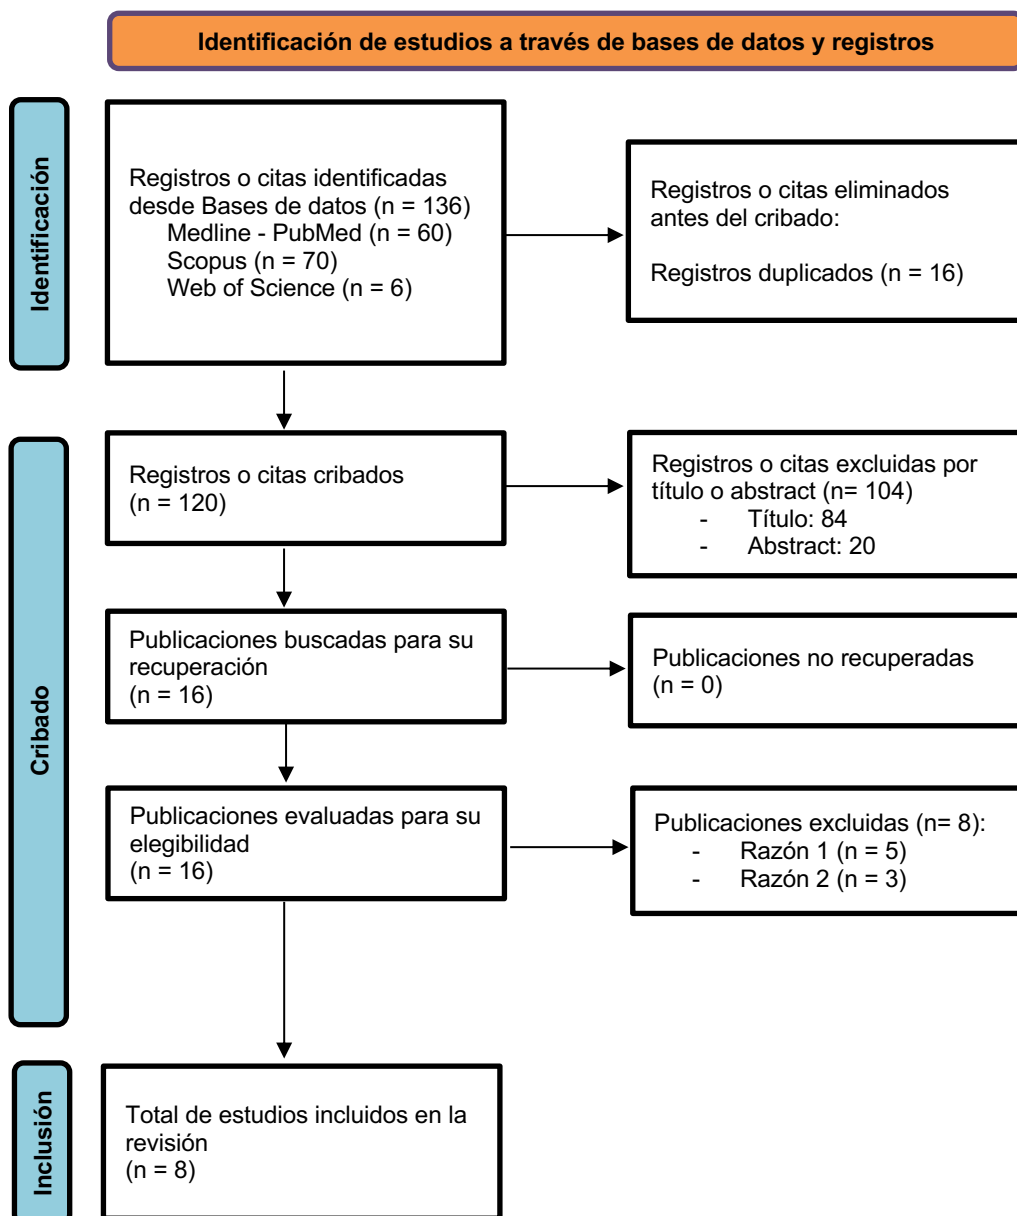 Identificación de estudios a través de bases de datos y registros
Identificación
Registros o citas identificadas
desde Bases de datos (n = 136)
Medline - PubMed (n = 60)
Scopus (n = 70)
Web of Science (n = 6)
Registros o citas eliminados
antes del cribado:
Registros duplicados (n = 16)
Cribado
Registros o citas cribados
(n = 120)
Registros o citas excluidas por
título o abstract (n= 104)
- Título: 84
- Abstract: 20
Publicaciones buscadas para su
recuperación
(n = 16)
Publicaciones no recuperadas
(n = 0)
Publicaciones evaluadas para su
elegibilidad
(n = 16)
Publicaciones excluidas (n= 8):
- Razón 1 (n = 5)
- Razón 2 (n = 3)
Inclusión
Total de estudios incluidos en la
revisión
(n = 8)